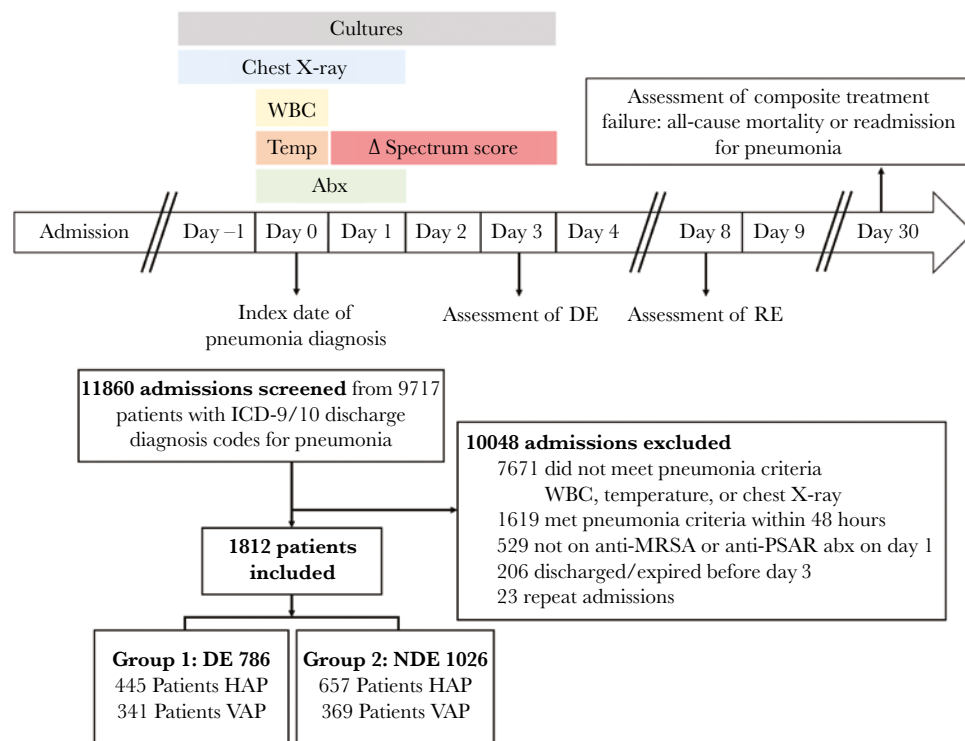 Cultures
Chest X-ray
WBC
Temp
Δ Spectrum score
Abx
Assessment of composite treatment
failure: all-cause mortality or readmission
for pneumonia
Admission
Day –1
Day 0
Day 1
Day 2
Day 3
Day 4
Day 8
Day 9
Day 30
Index date of
pneumonia diagnosis
Assessment of DE
Assessment of RE
11860 admissions screened from 9717
patients with ICD-9/10 discharge
diagnosis codes for pneumonia
10048 admissions excluded
7671 did not meet pneumonia criteria
WBC, temperature, or chest X-ray
1619 met pneumonia criteria within 48 hours
529 not on anti-MRSA or anti-PSAR abx on day 1
206 discharged/expired before day 3
23 repeat admissions
1812 patients
included
Group 1: DE 786
445 Patients HAP
341 Patients VAP
Group 2: NDE 1026
657 Patients HAP
369 Patients VAP